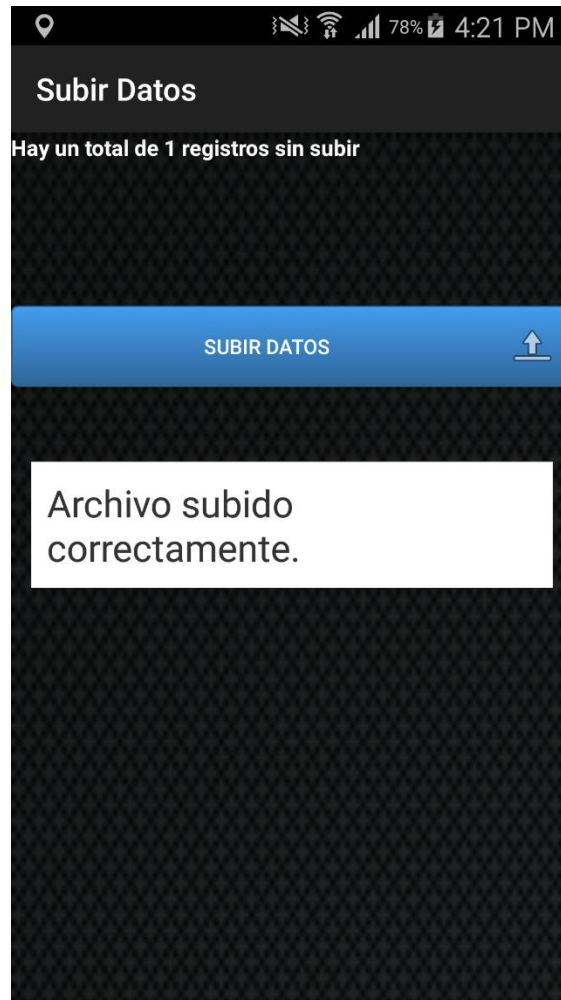 78% 4:21 PM
Subir Datos
Hay un total de 1 registros sin subir
SUBIR DATOS
Archivo subido
correctamente.